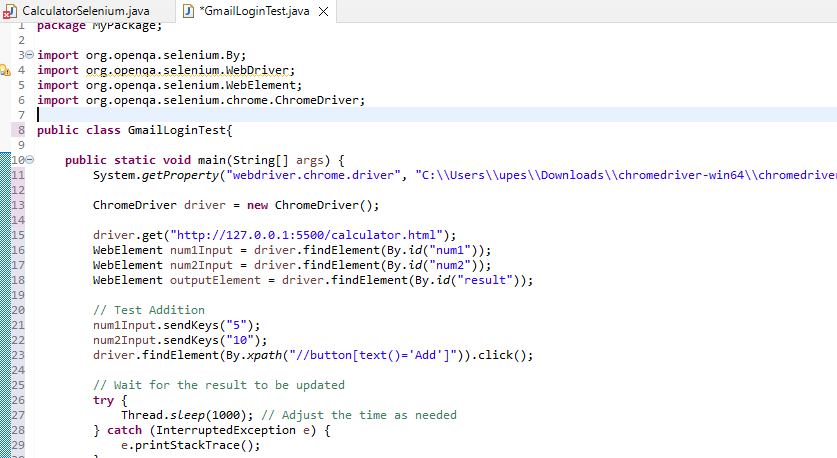 CalculatorSelenium.java *GmailLoginTest.java
1 package MyPackage;
2
3 import org.openqa.selenium.By;
4 import org.openqa.selenium.WebDriver;
5 import org.openqa.selenium.WebElement;
6 import org.openqa.selenium.chrome.ChromeDriver;
7
8 public class GmailLoginTest{
9
10 public static void main(String[] args) {
11 System.getProperty("webdriver.chrome.driver", "C:\\Users\\upes\\Downloads\\chromedriver-win64\\chromedriver
12
13 ChromeDriver driver = new ChromeDriver();
14
15 driver.get("http://127.0.0.1:5500/calculator.html");
16 WebElement num1Input = driver.findElement(By.id("num1"));
17 WebElement num2Input = driver.findElement(By.id("num2"));
18 WebElement outputElement = driver.findElement(By.id("result"));
19
20 // Test Addition
21 num1Input.sendKeys("5");
22 num2Input.sendKeys("10");
23 driver.findElement(By.xpath("//button[text()='Add']")).click();
24
25 // Wait for the result to be updated
26 try {
27 Thread.sleep(1000); // Adjust the time as needed
28 } catch (InterruptedException e) {
29 e.printStackTrace();